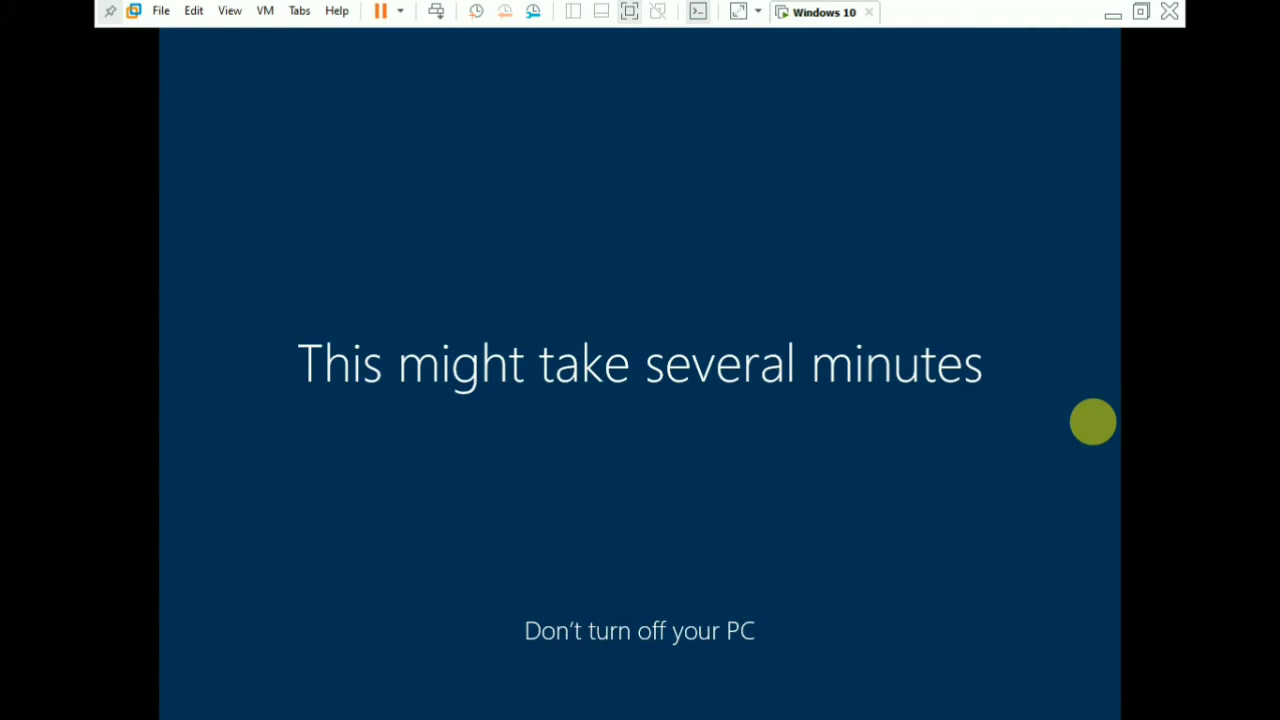 File Edit View VM Tabs Help Windows 10
This might take several minutes
Don't turn off your PC